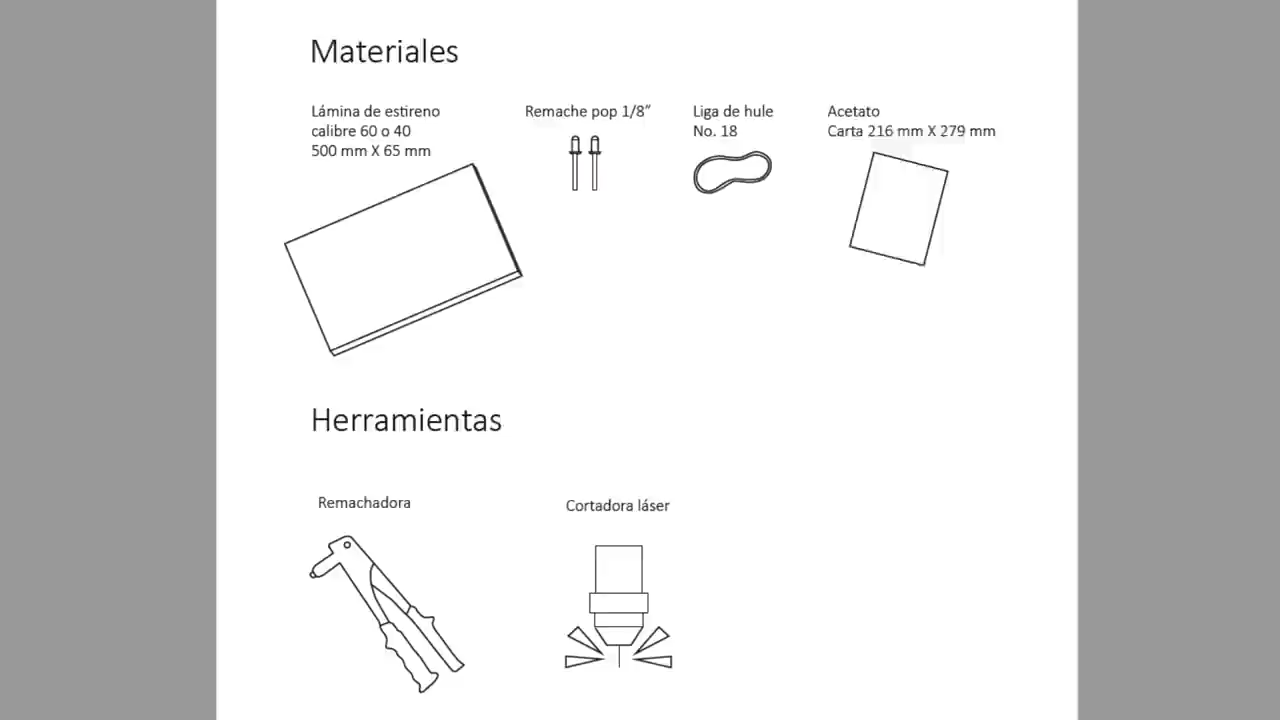 Materiales
Lámina de estireno
calibre 60 o 40
500 mm X 65 mm
Remache pop 1/8”
Liga de hule
No. 18
Acetato
Carta 216 mm X 279 mm
Herramientas
Remachadora
Cortadora láser